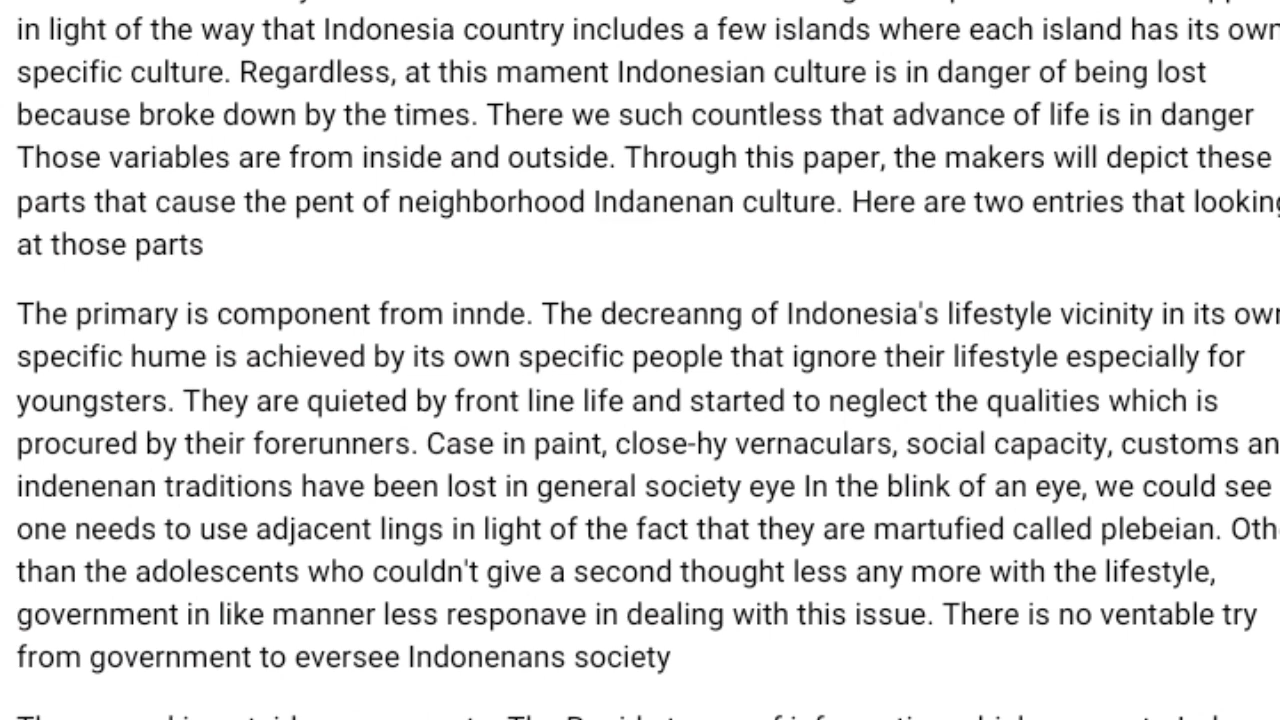 in light of the way that Indonesia country includes a few islands where each island has its own
specific culture. Regardless, at this mament Indonesian culture is in danger of being lost
because broke down by the times. There we such countless that advance of life is in danger
Those variables are from inside and outside. Through this paper, the makers will depict these
parts that cause the pent of neighborhood Indanenan culture. Here are two entries that looking
at those parts
The primary is component from innde. The decreanng of Indonesia's lifestyle vicinity in its own
specific hume is achieved by its own specific people that ignore their lifestyle especially for
youngsters. They are quieted by front line life and started to neglect the qualities which is
procured by their forerunners. Case in paint, close-hy vernaculars, social capacity, customs an
indenenan traditions have been lost in general society eye In the blink of an eye, we could see
one needs to use adjacent lings in light of the fact that they are martufied called plebeian. Oth
than the adolescents who couldn't give a second thought less any more with the lifestyle,
government in like manner less responave in dealing with this issue. There is no ventable try
from government to eversee Indonenans society